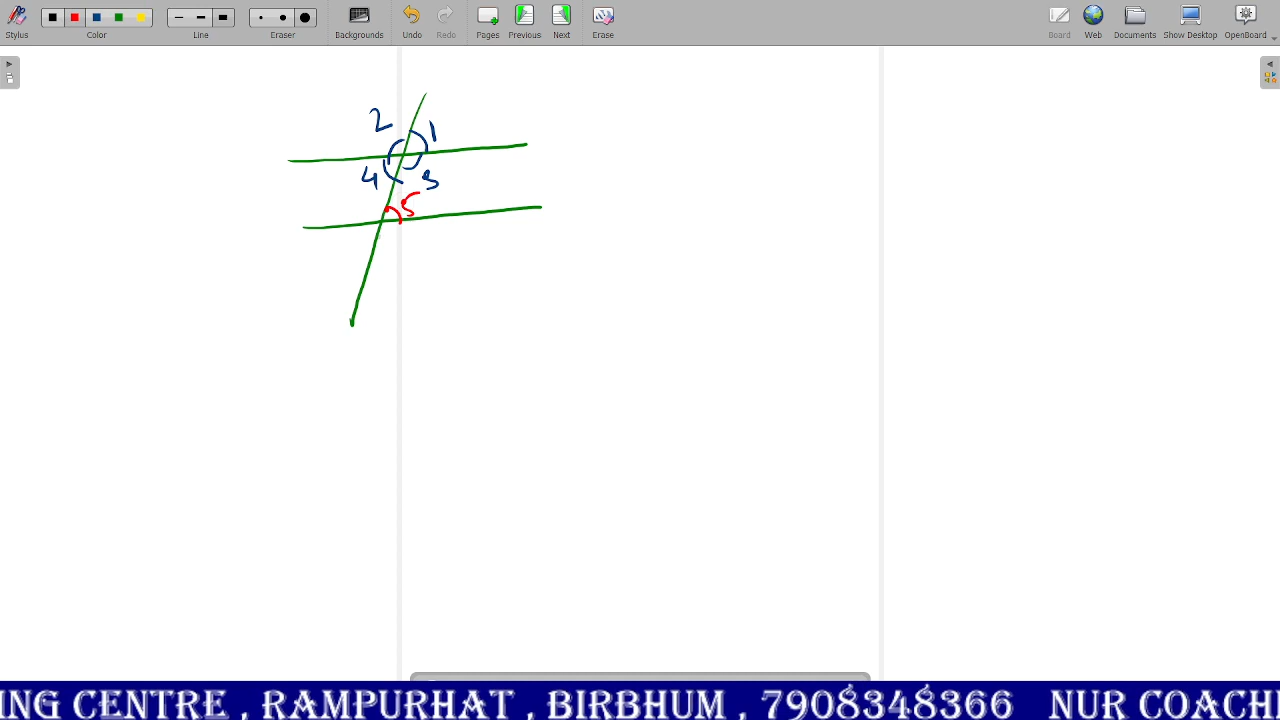 Stylus Color Line Eraser Backgrounds Undo Redo Pages Previous Next Erase Board Web Documents Show Desktop OpenBoard
2 1
4 3
5
ING CENTRE , RAMPURHAT , BIRBHUM , 7908348366 NUR COACHI